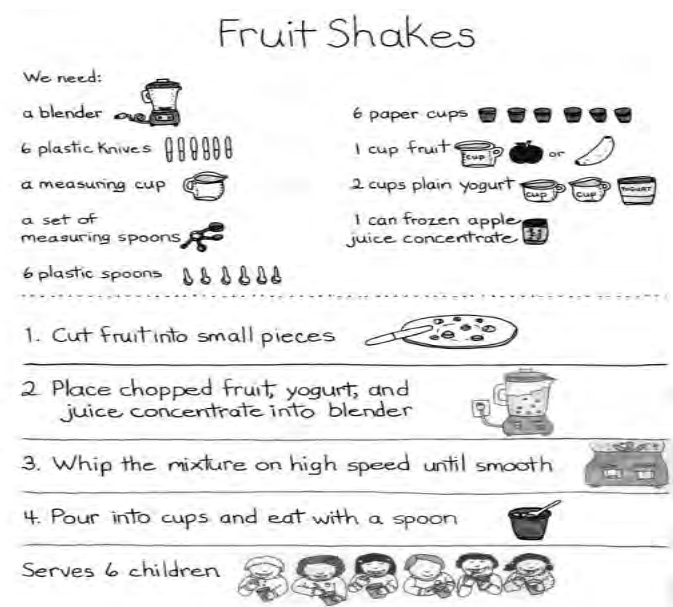 Fruit Shakes
We need:
a blender
6 plastic knives
a measuring cup
a set of
measuring spoons
6 plastic spoons
6 paper cups
1 cup fruit cup or
2 cups plain yogurt cup cup YOGURT
1 can frozen apple
juice concentrate
1. Cut fruit into small pieces
2 Place chopped fruit, yogurt, and
juice concentrate into blender
3. Whip the mixture on high speed until smooth
4. Pour into cups and eat with a spoon
Serves 6 children